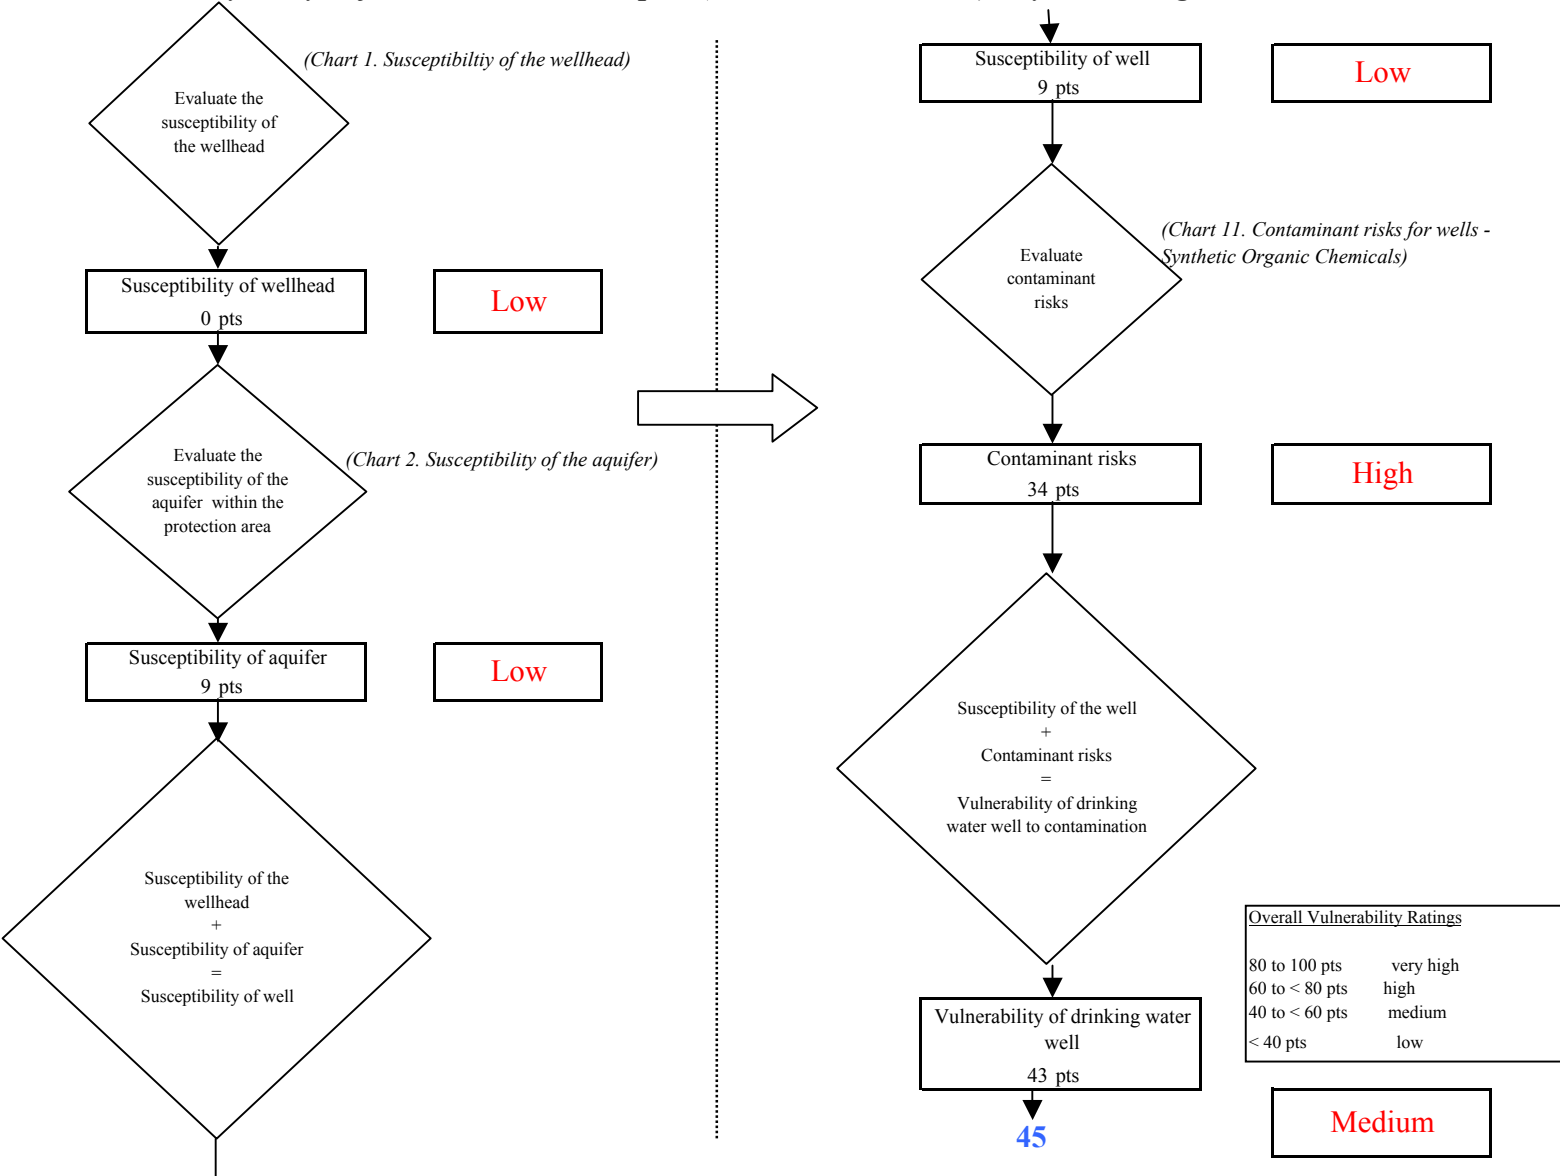 (Chart 1. Susceptibiltiy of the wellhead)
Evaluate the
susceptibility of
the wellhead
Susceptibility of wellhead
0 pts
Low
Evaluate the
susceptibility of the
aquifer within the
protection area
(Chart 2. Susceptibility of the aquifer)
Susceptibility of aquifer
9 pts
Low
Susceptibility of the
wellhead
+
Susceptibility of aquifer
=
Susceptibility of well
Susceptibility of well
9 pts
Low
(Chart 11. Contaminant risks for wells -
Synthetic Organic Chemicals)
Evaluate
contaminant
risks
Contaminant risks
34 pts
High
Susceptibility of the well
+
Contaminant risks
=
Vulnerability of drinking
water well to contamination
Overall Vulnerability Ratings
80 to 100 pts very high
60 to < 80 pts high
40 to < 60 pts medium
< 40 pts low
Vulnerability of drinking water
well
43 pts
45
Medium